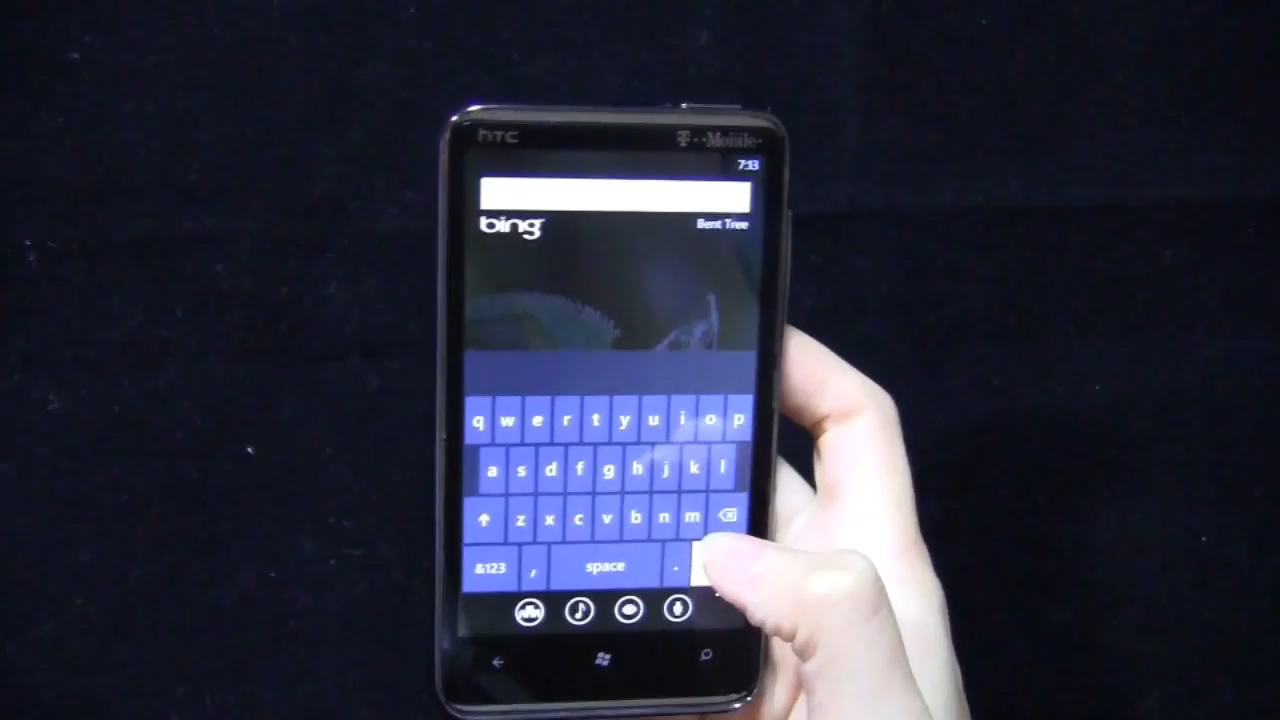 hTC T··Mobile·
7:13
bing Bent Tree
q w e r t y u i o p
a s d f g h j k l
z x c v b n m
&123 , space .